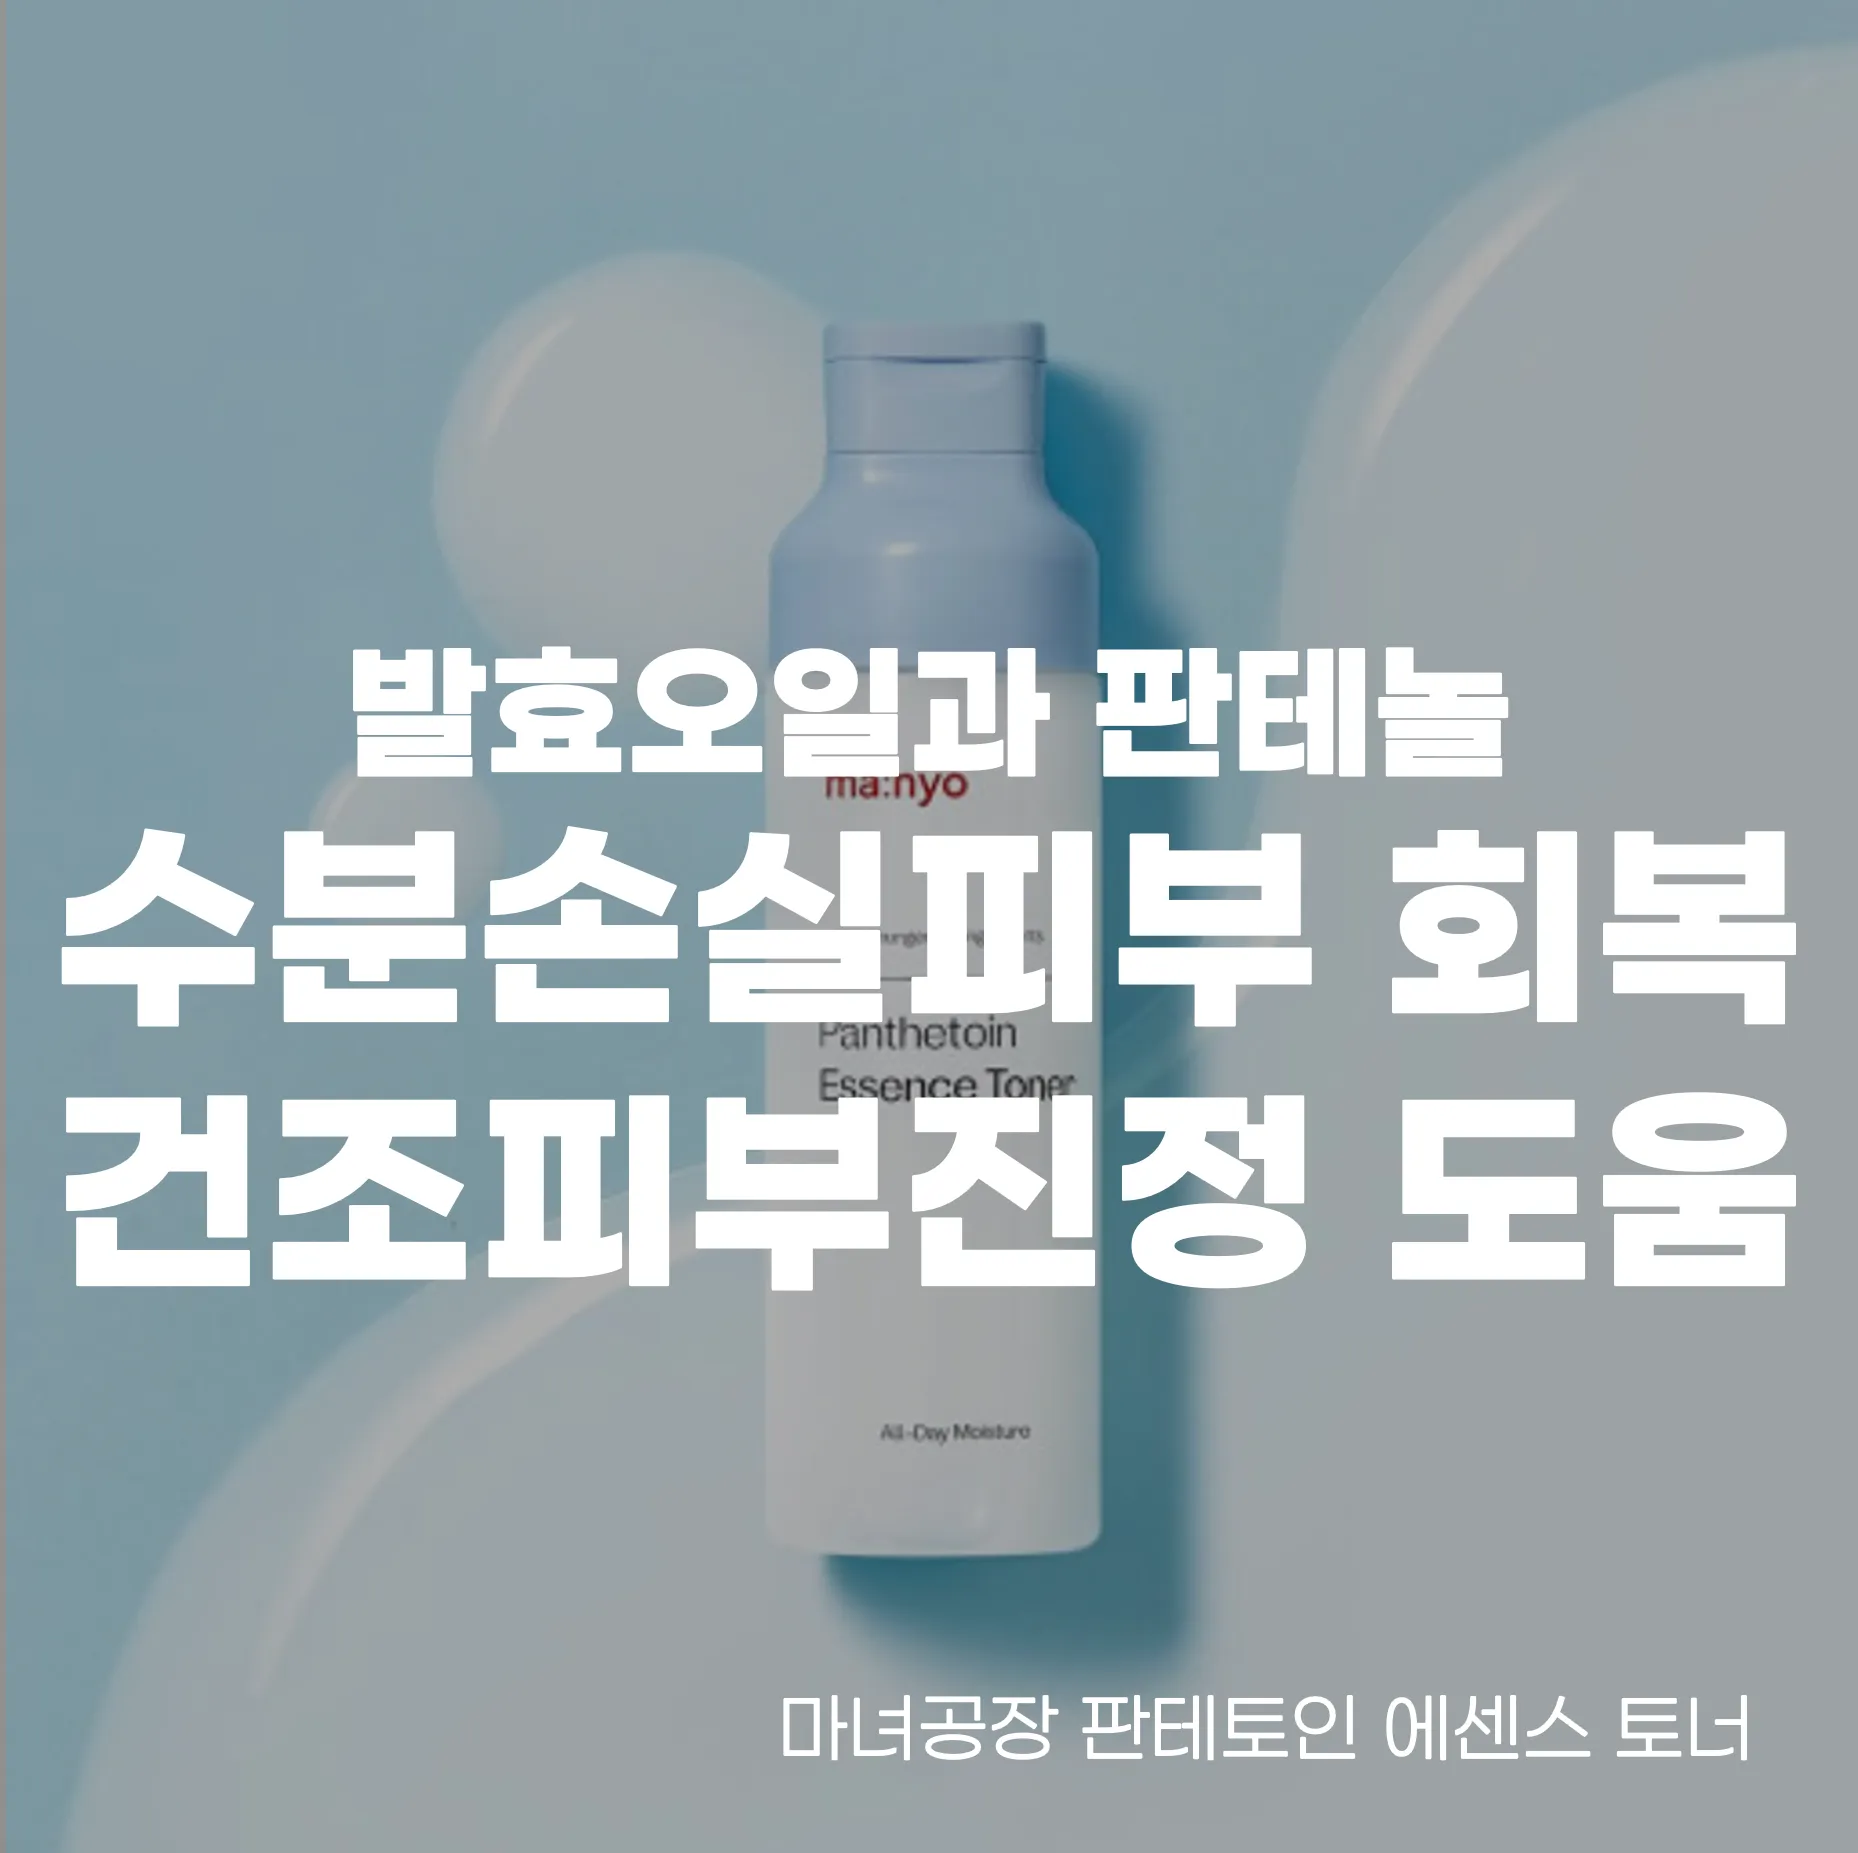 발효오일과 판테놀
ma:nyo
수분손실피부 회복
Panthetoin
Essence Toner
건조피부진정 도움
All-Day Moisture
마녀공장 판테토인 에센스 토너